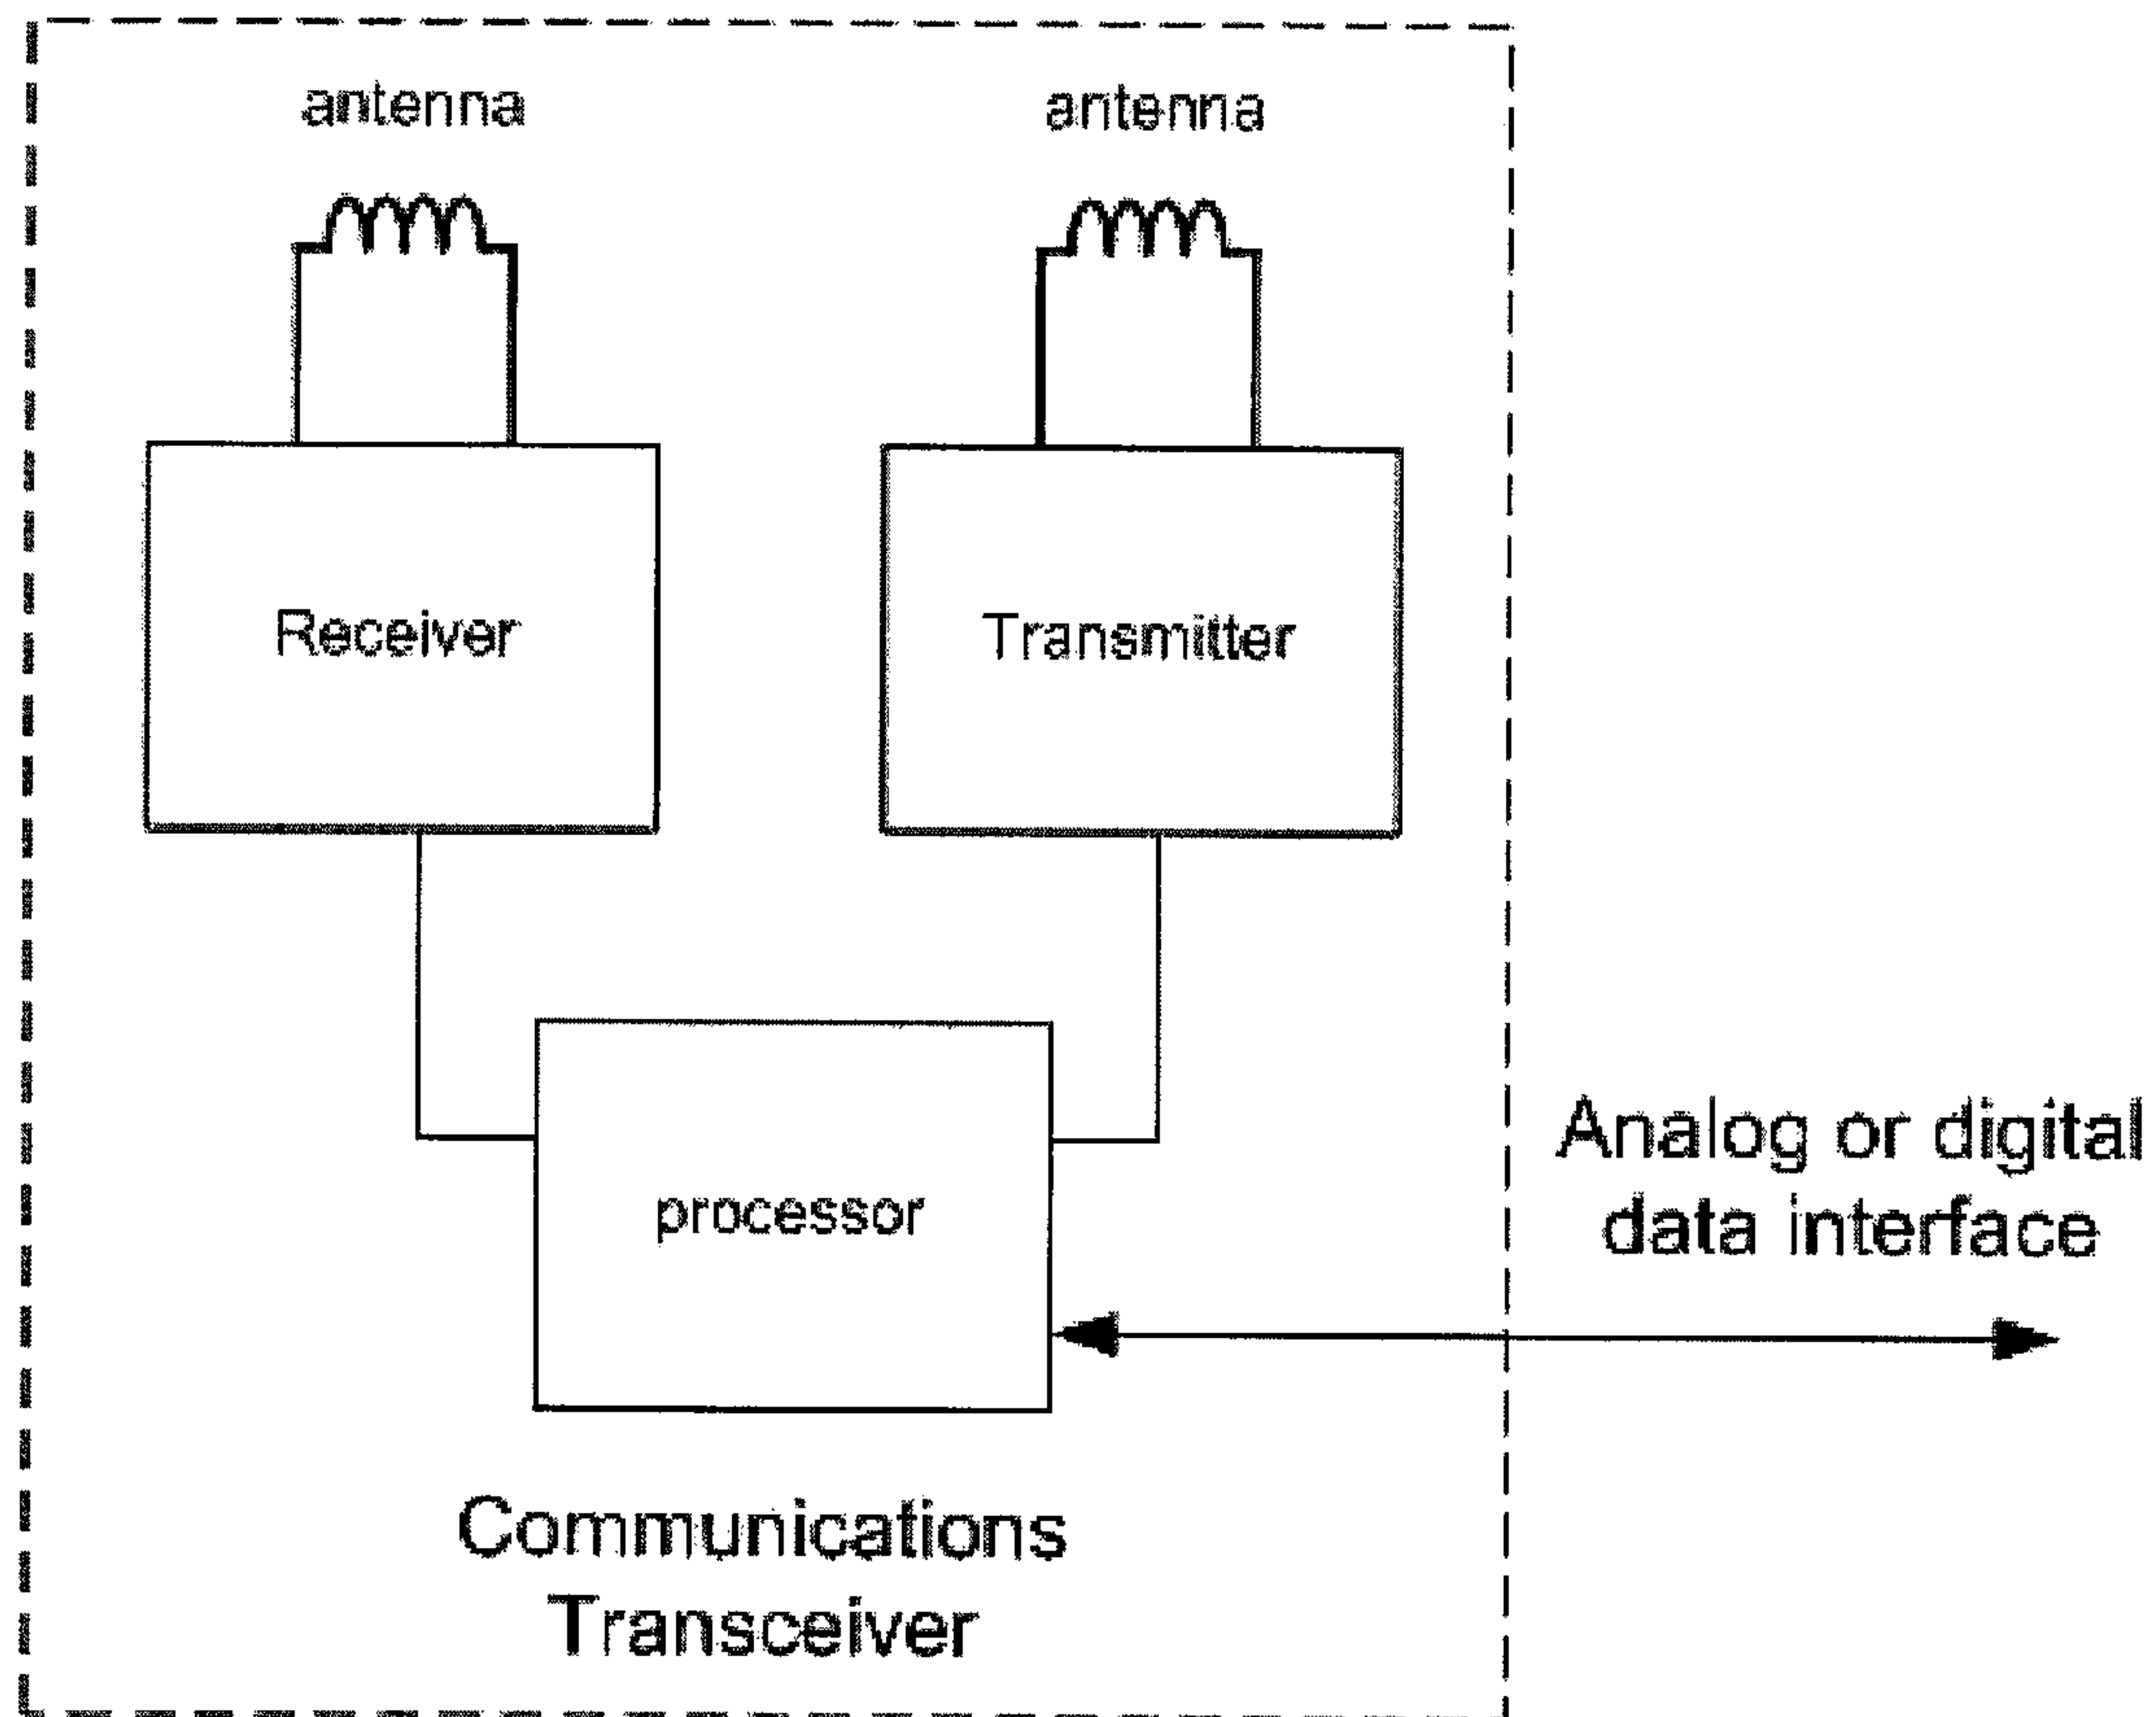 antenna
antenna
Receiver
Transmitter
processor
Analog or digital
data interface
Communications
Transceiver